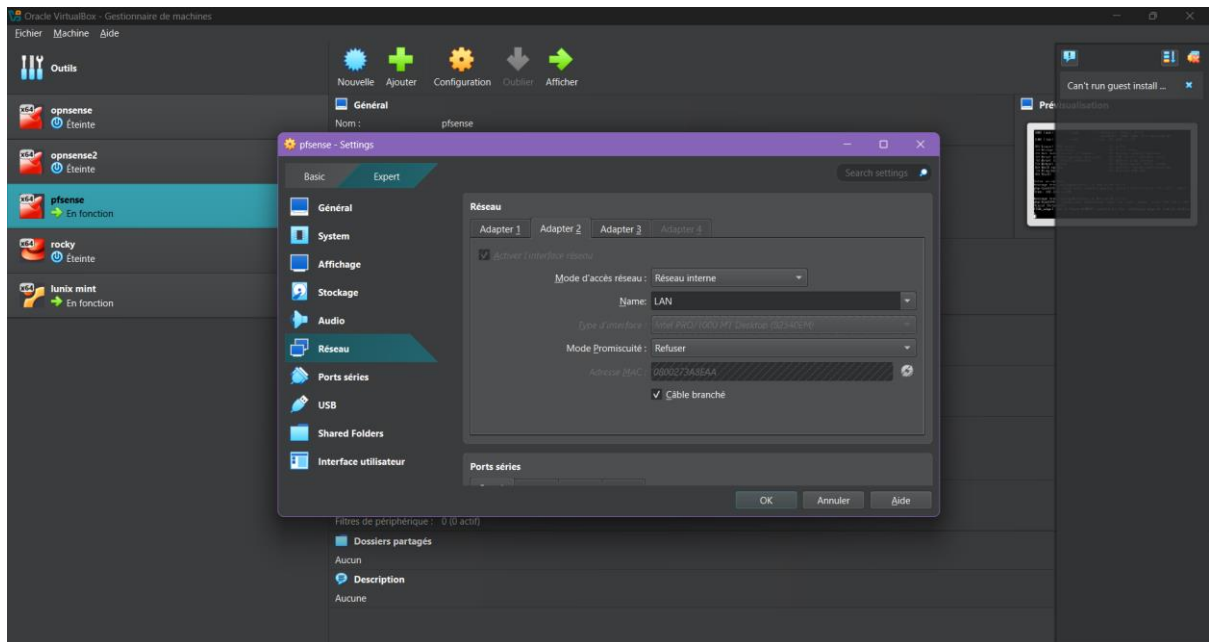 Oracle VirtualBox - Gestionnaire de machines
Fichier Machine Aide
Outils
Nouvelle Ajouter Configuration Oublier Afficher
Can't run guest install ...
opnsense
Éteinte
opnsense2
Éteinte
pfsense
En fonction
rocky
Éteinte
lunix mint
En fonction
Général
Nom : pfsense
Prévisualisation
pfsense - Settings
Basic Expert
Search settings
Général
System
Affichage
Stockage
Audio
Réseau
Ports séries
USB
Shared Folders
Interface utilisateur
Réseau
Adapter 1 Adapter 2 Adapter 3 Adapter 4
Activer l'interface réseau
Mode d'accès réseau : Réseau interne
Name: LAN
Type d'interface : Intel PRO/1000 MT Desktop (82540EM)
Mode Promiscuité : Refuser
Adresse MAC : 0800273A8EAA
Câble branché
Ports séries
OK Annuler Aide
Filtres de périphérique : 0 (0 actif)
Dossiers partagés
Aucun
Description
Aucune